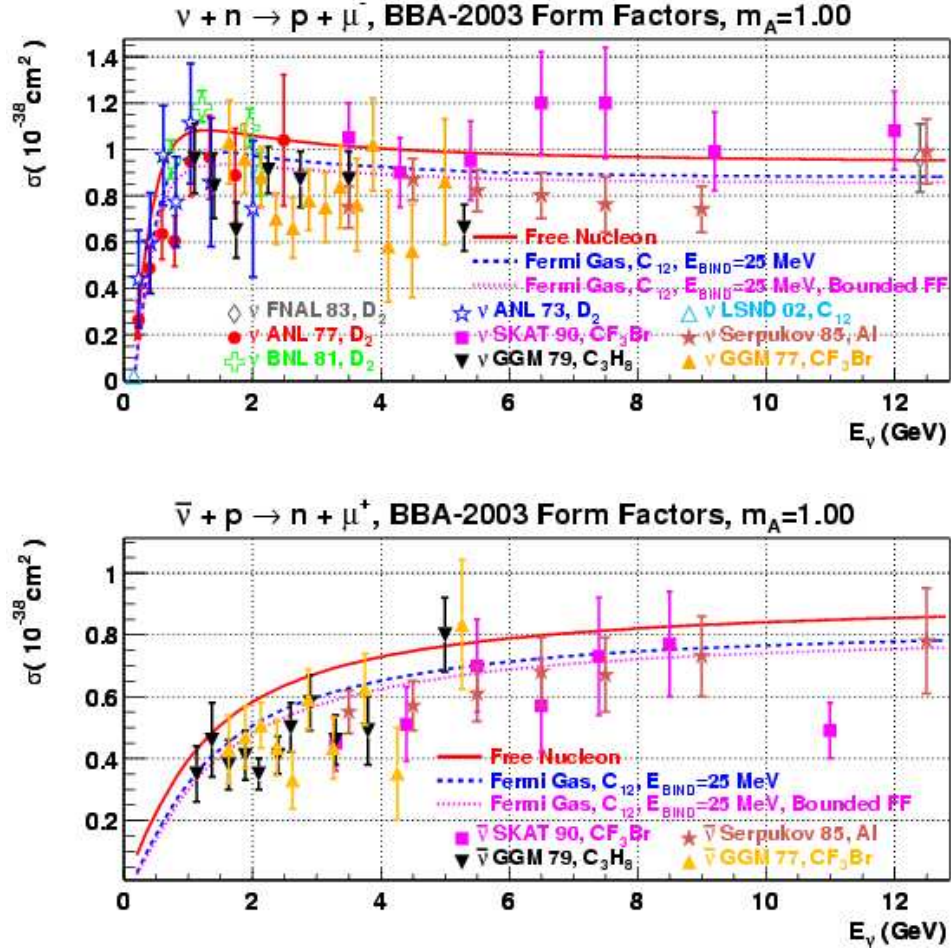 ν + n → p + μ⁻, BBA-2003 Form Factors, m_A=1.00
σ( 10⁻³⁸cm²)
1.4
1.2
1
0.8
0.6
0.4
0.2
0
Free Nucleon
Fermi Gas, C₁₂, E_BIND=25 MeV
Fermi Gas, C₁₂, E_BIND=25 MeV, Bounded FF
ν FNAL 83, D₂ ν ANL 73, D₂ ν LSND 02, C₁₂
ν ANL 77, D₂ ν SKAT 90, CF₃Br ν Serpukov 85, Al
ν BNL 81, D₂ ν GGM 79, C₃H₈ ν GGM 77, CF₃Br
0 2 4 6 8 10 12
E_ν (GeV)
ν̅ + p → n + μ⁺, BBA-2003 Form Factors, m_A=1.00
σ( 10⁻³⁸cm²)
1
0.8
0.6
0.4
0.2
Free Nucleon
Fermi Gas, C₁₂, E_BIND=25 MeV
Fermi Gas, C₁₂, E_BIND=25 MeV, Bounded FF
ν̅ SKAT 90, CF₃Br ν̅ Serpukov 85, Al
ν̅ GGM 79, C₃H₈ ν̅ GGM 77, CF₃Br
0 2 4 6 8 10 12
E_ν (GeV)